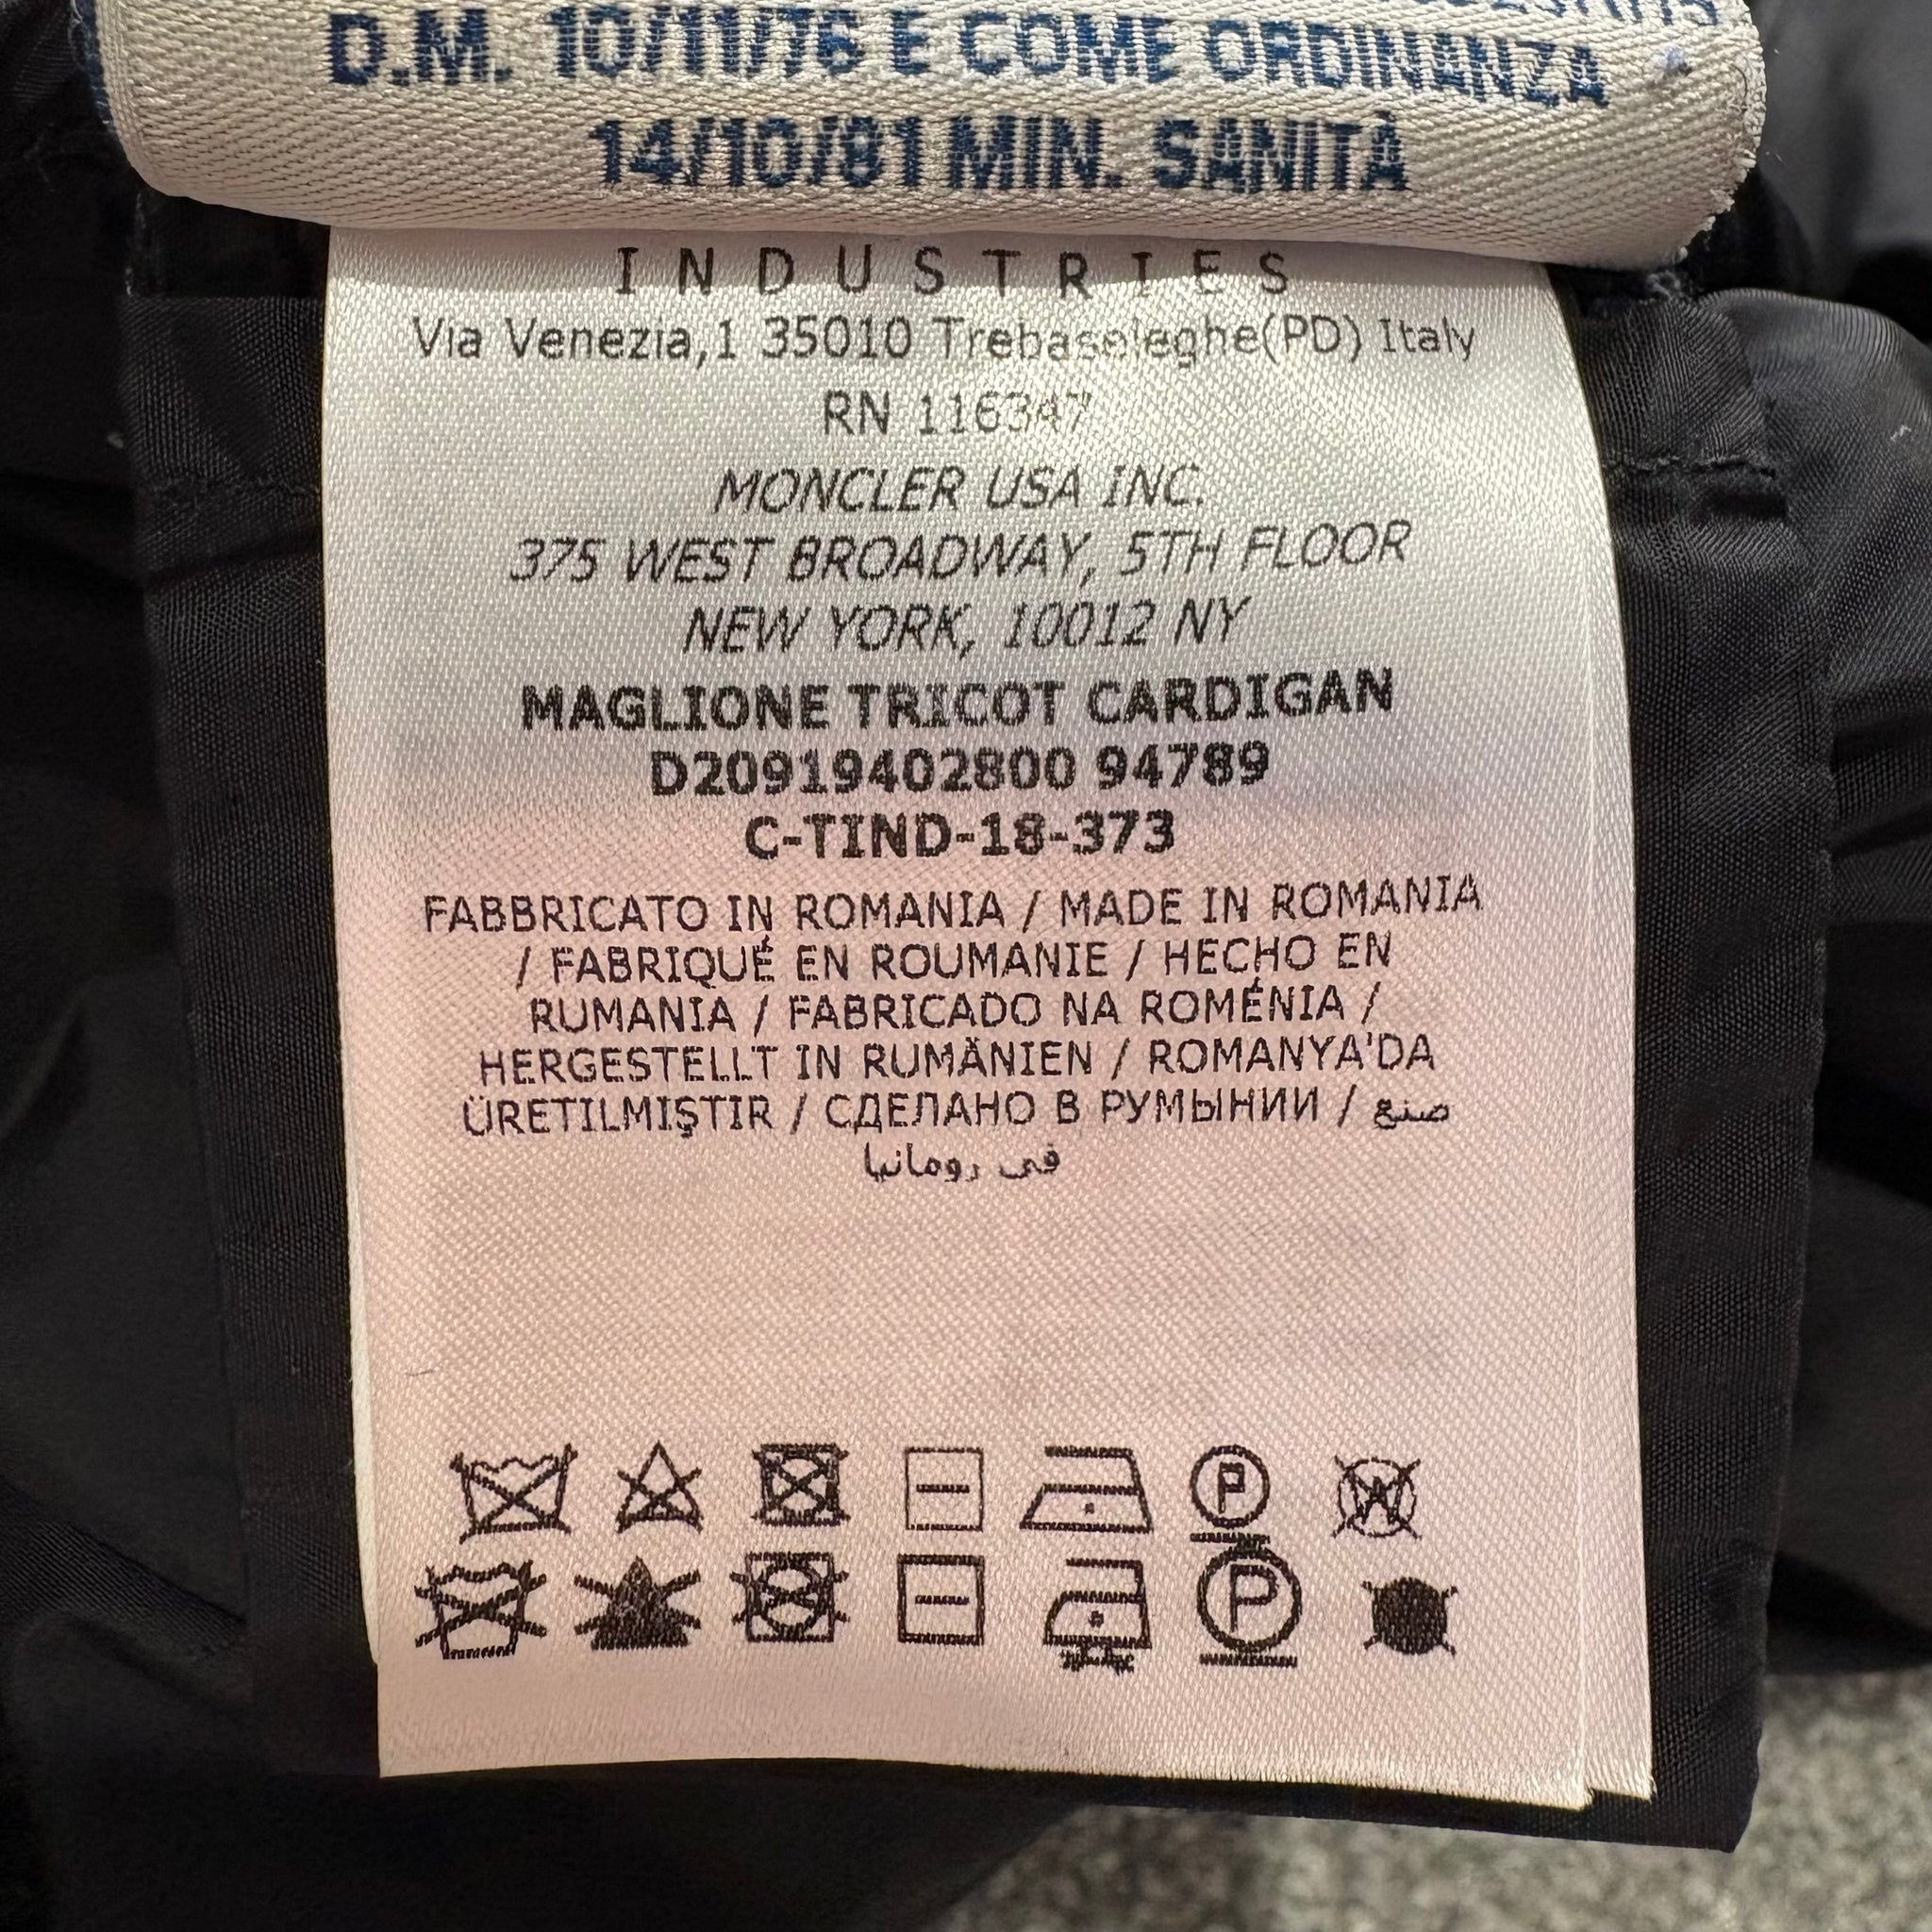 D.M. 10/11/76 E COME ORDINANZA
14/10/81 MIN. SANITÀ
INDUSTRIES
Via Venezia,1 35010 Trebaseleghe(PD) Italy
RN 116347
MONCLER USA INC.
375 WEST BROADWAY, 5TH FLOOR
NEW YORK, 10012 NY
MAGLIONE TRICOT CARDIGAN
D20919402800 94789
C-TIND-18-373
FABBRICATO IN ROMANIA / MADE IN ROMANIA
/ FABRIQUÉ EN ROUMANIE / HECHO EN
RUMANIA / FABRICADO NA ROMÉNIA /
HERGESTELLT IN RUMÄNIEN / ROMANYA'DA
ÜRETILMIŞTIR / СДЕЛАНО В РУМЫНИИ / صنع
في رومانيا
P W
P